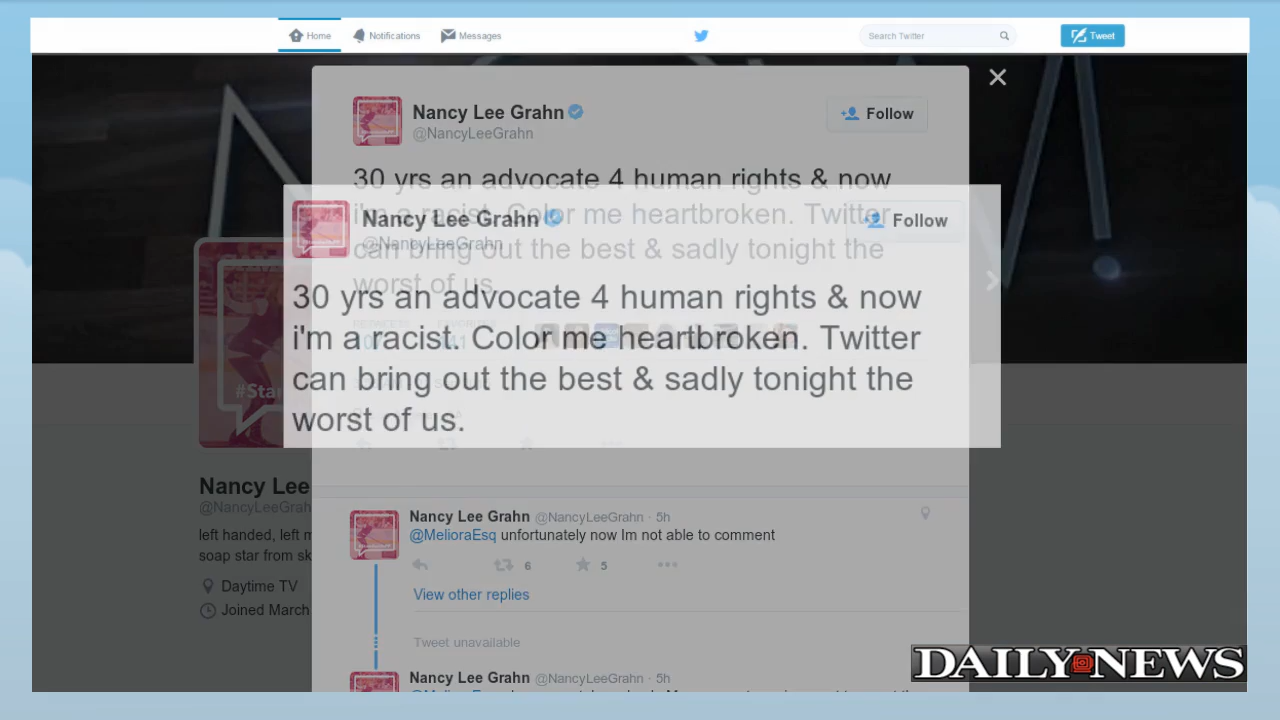 Home
Notifications
Messages
Search Twitter
Tweet
Nancy Lee Grahn
@NancyLeeGrahn
Follow
30 yrs an advocate 4 human rights & now
i'm a racist. Color me heartbroken. Twitter
can bring out the best & sadly tonight the
worst of us.
Nancy Lee Grahn
@NancyLeeGrahn
Follow
30 yrs an advocate 4 human rights & now
i'm a racist. Color me heartbroken. Twitter
can bring out the best & sadly tonight the
worst of us.
#Sta
Nancy Lee
@NancyLeeGrah
left handed, left
soap star from
Daytime TV
Joined March
Nancy Lee Grahn @NancyLeeGrahn · 5h
@MelioraEsq unfortunately now Im not able to comment
6
5
View other replies
Tweet unavailable
Nancy Lee Grahn @NancyLeeGrahn · 5h
DAILY NEWS